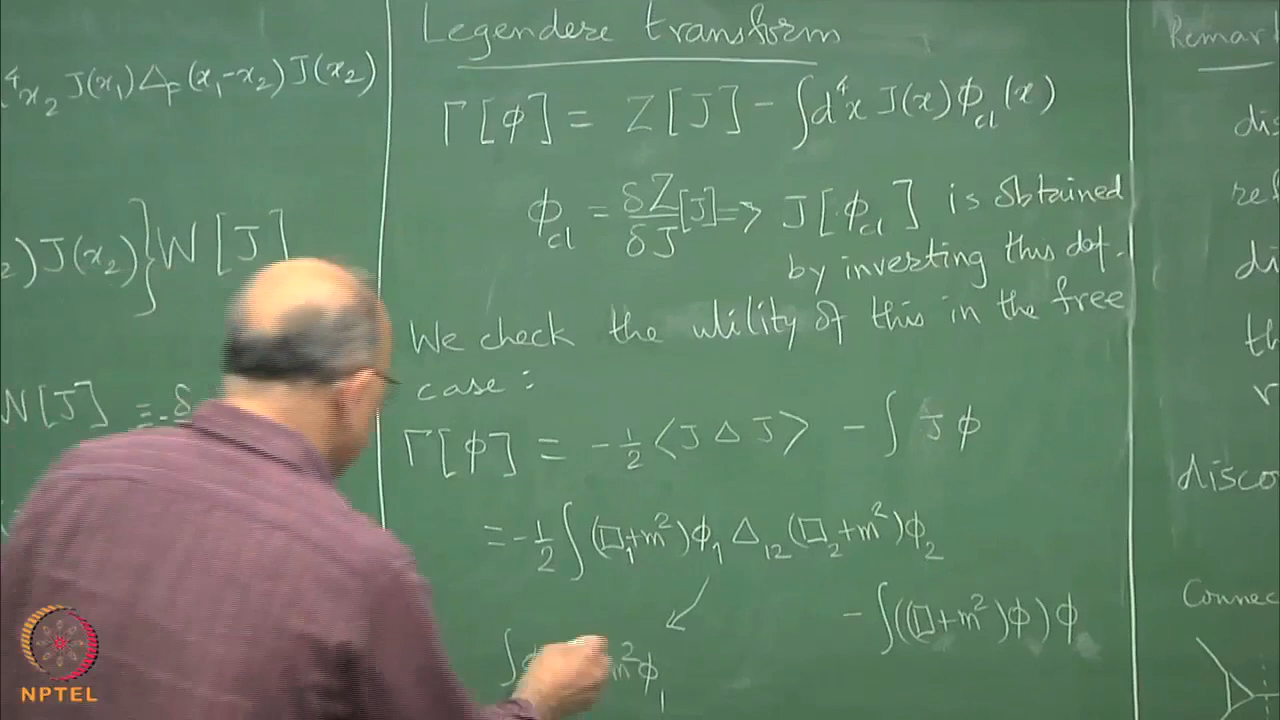 ⁴x₂ J(x₁) Δ_F (x₁-x₂) J(x₂)
₂) J(x₂) } W[J]
W[J] ≡ -δ
Legendere transform
Γ[ϕ] = Z[J] - ∫d⁴x J(x) ϕ_cl (x)
ϕ_cl = δZ/δJ [J] => J[ϕ_cl] is obtained
by inverting this def.
We check the utility of this in the free
case :
Γ[ϕ] = -½ <J Δ J> - ∫ J ϕ
= -½ ∫ (□₁+m²) ϕ₁ Δ₁₂ (□₂+m²) ϕ₂
- ∫ ((□+m²) ϕ) ϕ
∫ m² ϕ₁
Remar
dis
re
di
th
r
disco
Connec
NPTEL